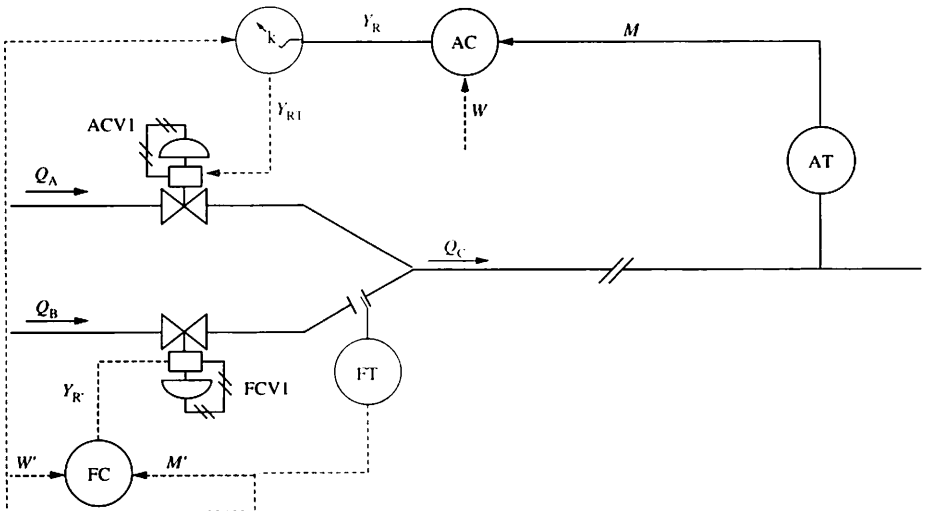 k
Y_R
AC
M
Y_R1
W
ACV1
AT
Q_A
Q_C
Q_B
FT
FCV1
Y_R'
W'
FC
M'